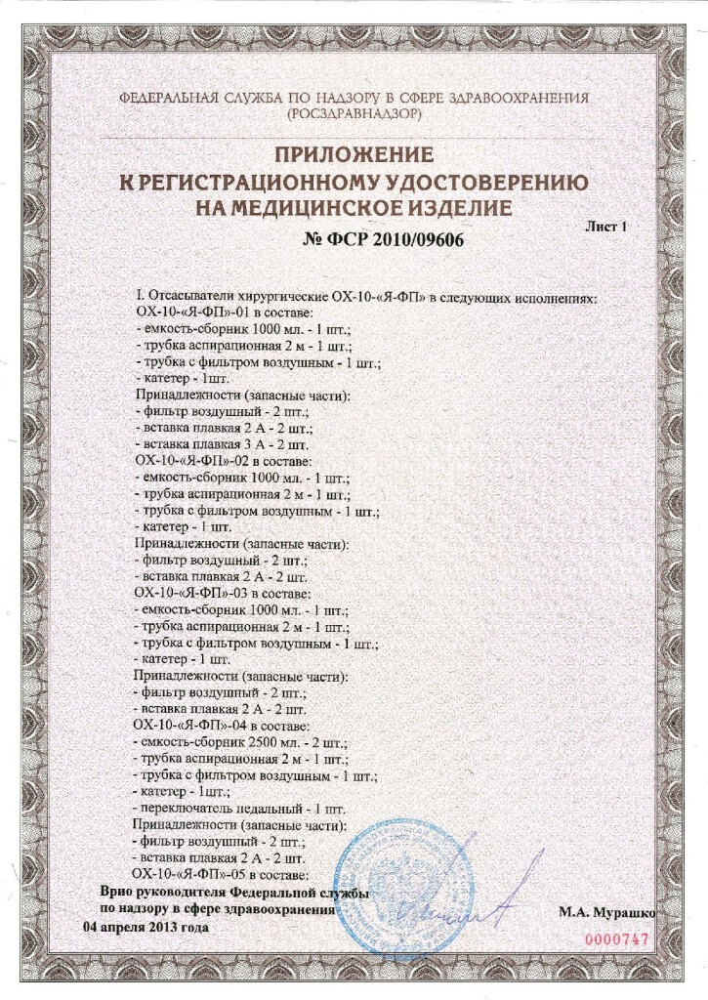 ФЕДЕРАЛЬНАЯ СЛУЖБА ПО НАДЗОРУ В СФЕРЕ ЗДРАВООХРАНЕНИЯ
(РОСЗДРАВНАДЗОР)
ПРИЛОЖЕНИЕ
К РЕГИСТРАЦИОННОМУ УДОСТОВЕРЕНИЮ
НА МЕДИЦИНСКОЕ ИЗДЕЛИЕ
Лист 1
№ ФСР 2010/09606
I. Отсасыватели хирургические ОХ-10-«Я-ФП» в следующих исполнениях:
ОХ-10-«Я-ФП»-01 в составе:
- емкость-сборник 1000 мл. - 1 шт.;
- трубка аспирационная 2 м - 1 шт.;
- трубка с фильтром воздушным - 1 шт.;
- катетер - 1шт.
Принадлежности (запасные части):
- фильтр воздушный - 2 шт.;
- вставка плавкая 2 А - 2 шт.;
- вставка плавкая 3 А - 2 шт.
ОХ-10-«Я-ФП»-02 в составе:
- емкость-сборник 1000 мл. - 1 шт.;
- трубка аспирационная 2 м - 1 шт.;
- трубка с фильтром воздушным - 1 шт.;
- катетер - 1 шт.
Принадлежности (запасные части):
- фильтр воздушный - 2 шт.;
- вставка плавкая 2 А - 2 шт.
ОХ-10-«Я-ФП»-03 в составе:
- емкость-сборник 1000 мл. - 1 шт.;
- трубка аспирационная 2 м - 1 шт.;
- трубка с фильтром воздушным - 1 шт.;
- катетер - 1 шт.
Принадлежности (запасные части):
- фильтр воздушный - 2 шт.;
- вставка плавкая 2 А - 2 шт.
ОХ-10-«Я-ФП»-04 в составе:
- емкость-сборник 2500 мл. - 2 шт.;
- трубка аспирационная 2 м - 1 шт.;
- трубка с фильтром воздушным - 1 шт.;
- катетер - 1шт.;
- переключатель педальный - 1 шт.
Принадлежности (запасные части):
- фильтр воздушный - 2 шт.;
- вставка плавкая 2 А - 2 шт.
ОХ-10-«Я-ФП»-05 в составе:
Врио руководителя Федеральной службы
по надзору в сфере здравоохранения
М.А. Мурашко
04 апреля 2013 года
0000747